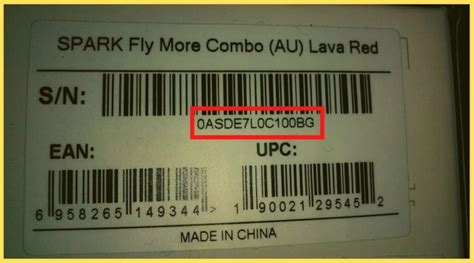 SPARK Fly More Combo (AU) Lava Red
S/N:
0ASDE7L0C100BG
EAN: UPC:
6 958265 149344 1 90021 29545 2
MADE IN CHINA